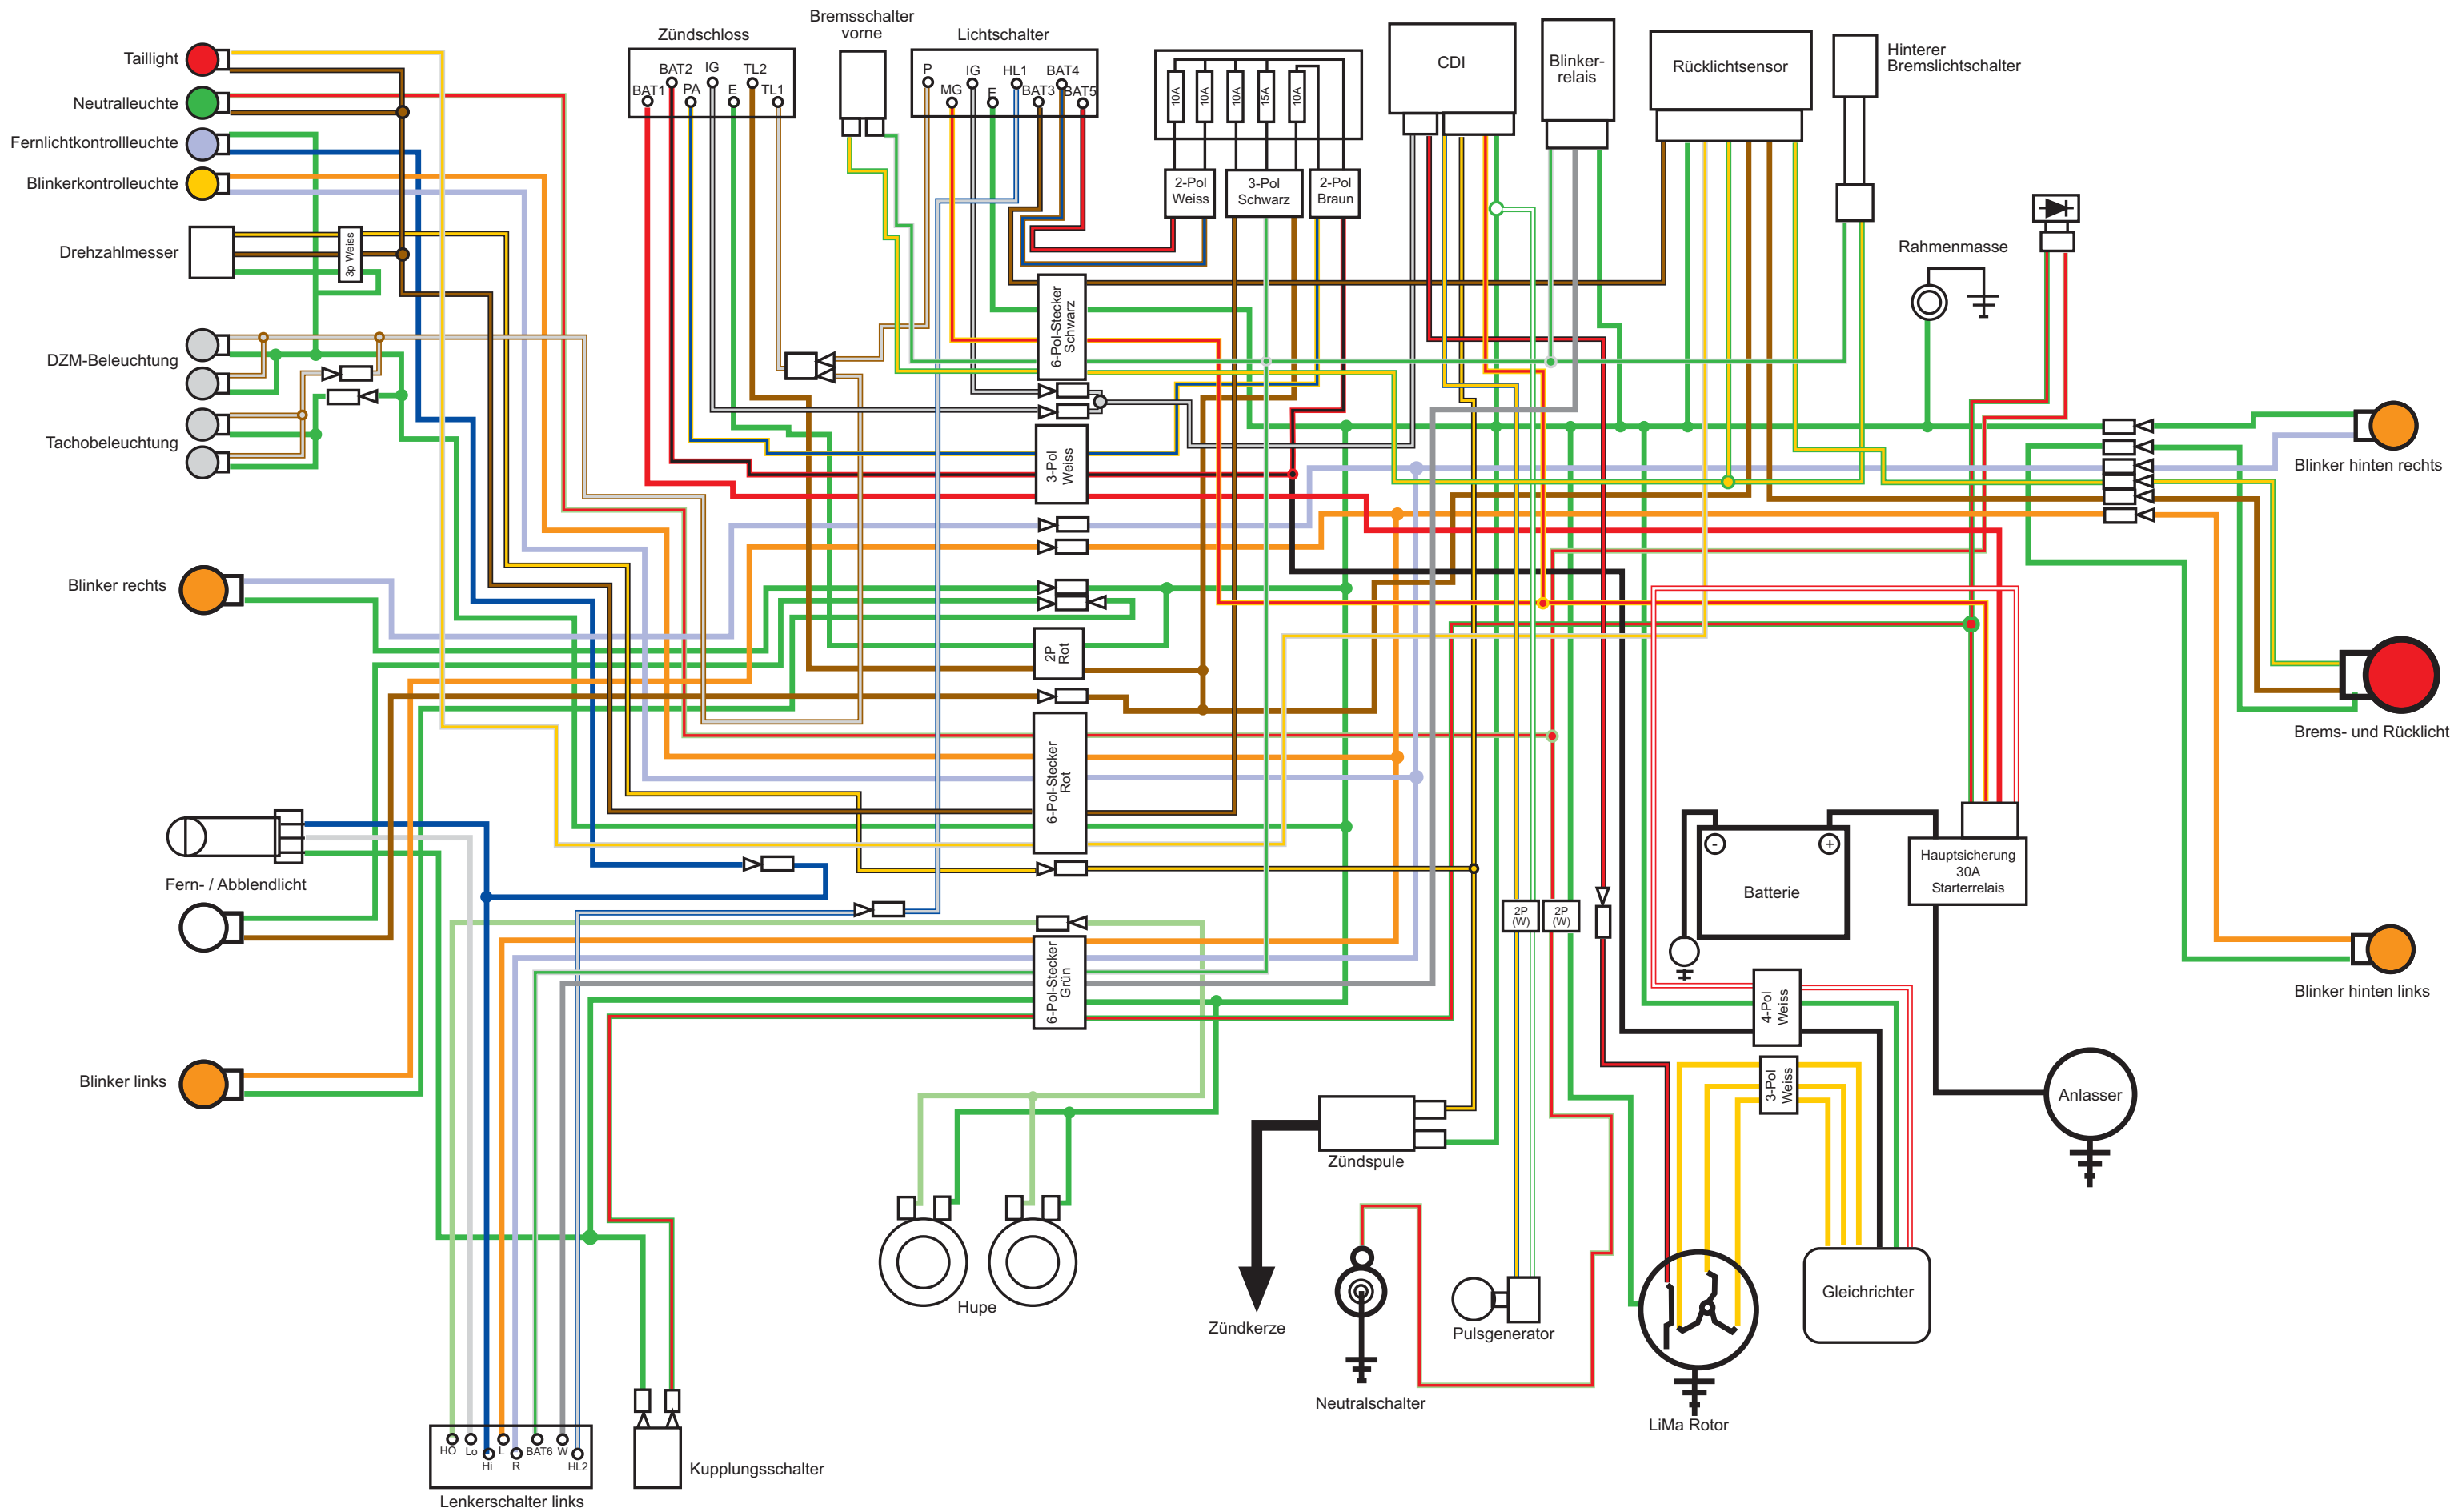 Bremsschalter
vorne
Zündschloss
Lichtschalter
Taillight
Neutralleuchte
Fernlichtkontrollleuchte
Blinkerkontrolleuchte
Drehzahlmesser
3p Weiss
DZM-Beleuchtung
Tachobeleuchtung
BAT1
BAT2
PA
IG
E
TL2
TL1
P
MG
IG
E
HL1
BAT3
BAT4
BAT5
10A
10A
10A
15A
10A
2-Pol
Weiss
3-Pol
Schwarz
2-Pol
Braun
CDI
Blinker-
relais
Rücklichtsensor
Hinterer
Bremslichtschalter
Rahmenmasse
6-Pol-Stecker
Schwarz
3-Pol
Weiss
Blinker hinten rechts
Blinker rechts
2P
Rot
6-Pol-Stecker
Rot
Brems- und Rücklicht
Fern- / Abblendlicht
-
+
Batterie
Hauptsicherung
30A
Starterrelais
2P
(W)
2P
(W)
6-Pol-Stecker
Grün
4-Pol
Weiss
3-Pol
Weiss
Blinker hinten links
Blinker links
Anlasser
Zündspule
Hupe
Zündkerze
Neutralschalter
Pulsgenerator
LiMa Rotor
Gleichrichter
HO
Lo
Hi
L
R
BAT6
W
HL2
Lenkerschalter links
Kupplungsschalter